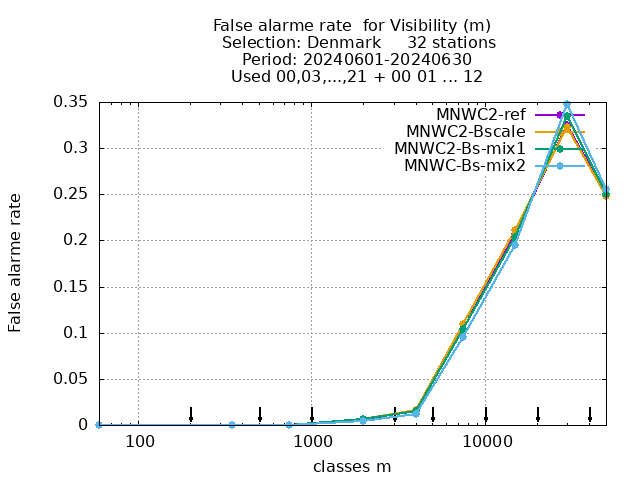 False alarme rate  for Visibility (m)
Selection: Denmark     32 stations
Period: 20240601-20240630
Used 00,03,...,21 + 00 01 ... 12
False alarme rate
0.35
0.3
0.25
0.2
0.15
0.1
0.05
0
MNWC2-ref
MNWC2-Bscale
MNWC2-Bs-mix1
MNWC-Bs-mix2
100
1000
10000
classes m